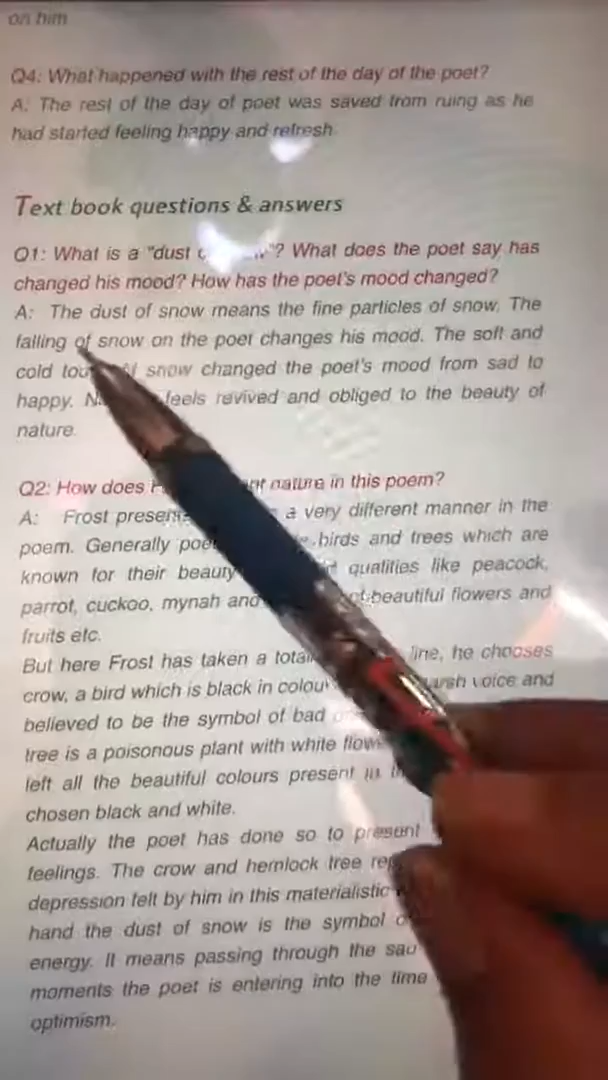 on him
Q4: What happened with the rest of the day of the poet?
A: The rest of the day of poet was saved from ruing as he
had started feeling happy and refresh.
Text book questions & answers
Q1: What is a "dust "? What does the poet say has
changed his mood? How has the poet's mood changed?
A: The dust of snow means the fine particles of snow. The
falling of snow on the poet changes his mood. The soft and
cold snow changed the poet's mood from sad to
happy. feels revived and obliged to the beauty of
nature.
Q2: How does nature in this poem?
A: Frost a very different manner in the
poem. Generally birds and trees which are
known for their beauty qualities like peacock,
parrot, cuckoo, mynah and beautiful flowers and
fruits etc.
But here Frost has taken a line, he chooses
crow, a bird which is black in voice and
believed to be the symbol of bad
tree is a poisonous plant with white
left all the beautiful colours present
chosen black and white.
Actually the poet has done so to present
feelings. The crow and hemlock tree
depression felt by him in this materialistic
hand the dust of snow is the symbol
energy. It means passing through the
moments the poet is entering into the time
optimism.